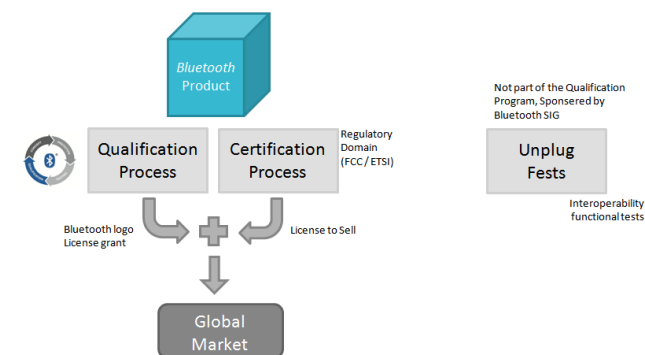 Bluetooth
Product
Not part of the Qualification
Program, Sponsered by
Bluetooth SIG
Qualification
Process
Certification
Process
Regulatory
Domain
(FCC / ETSI)
Unplug
Fests
Interoperability
functional tests
Bluetooth logo
License grant
License to Sell
Global
Market